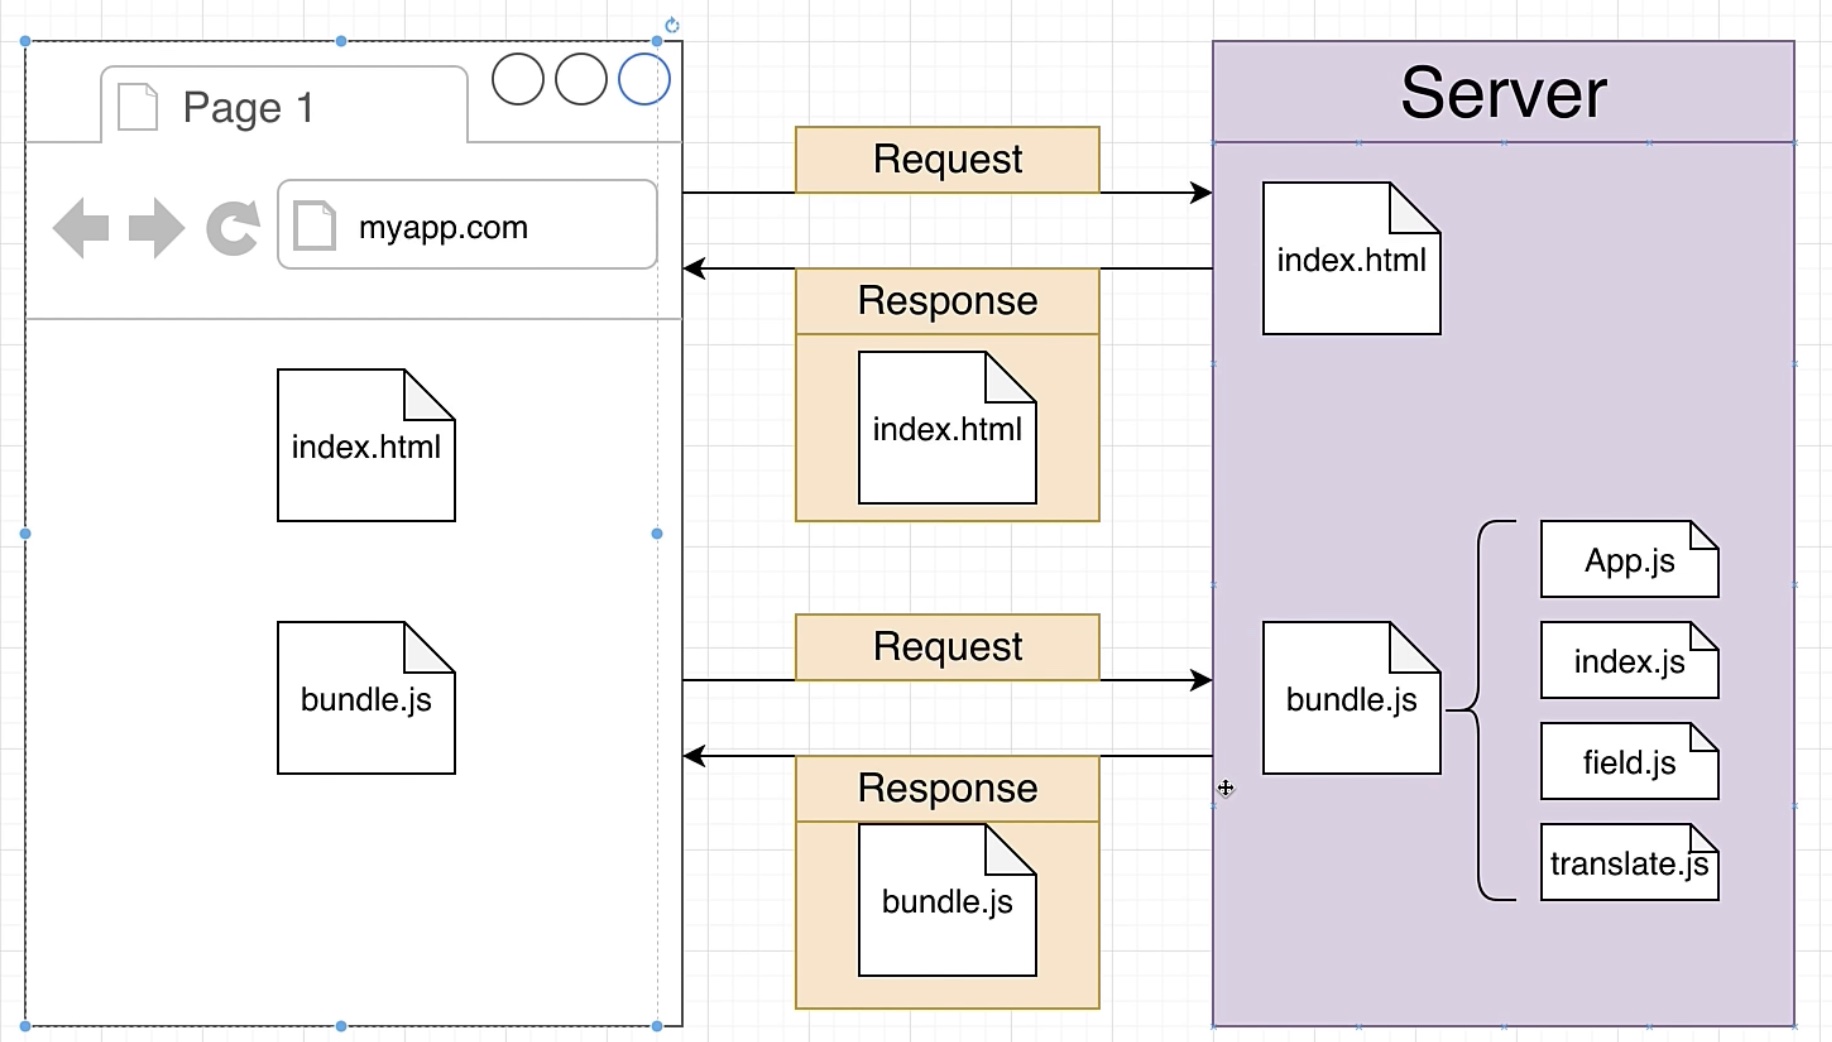 Page 1
myapp.com
index.html
bundle.js
Request
Response
index.html
Request
Response
bundle.js
Server
index.html
bundle.js
App.js
index.js
field.js
translate.js